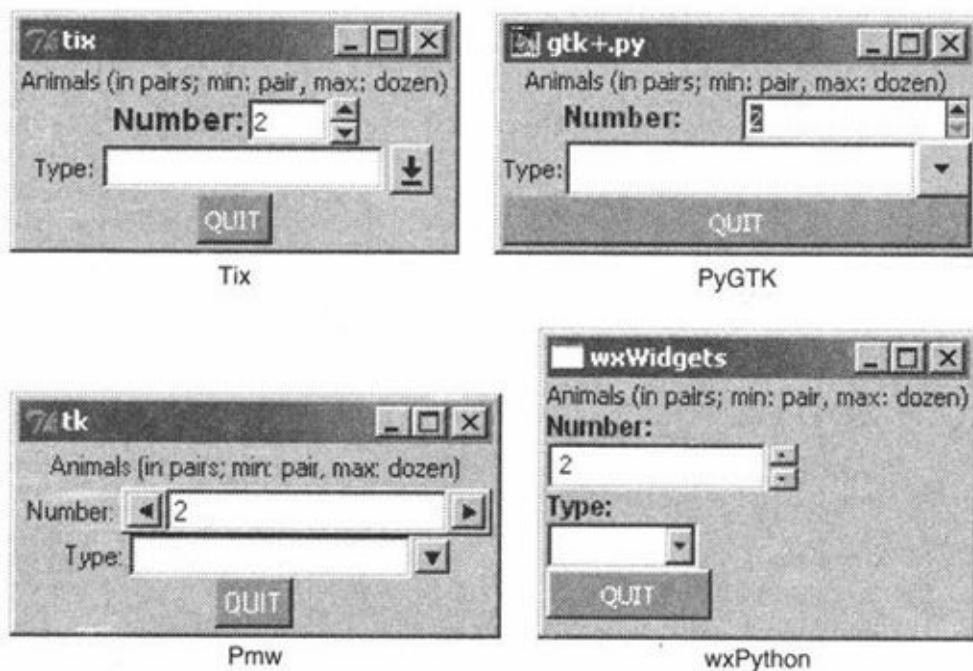 tix
Animals (in pairs; min: pair, max: dozen)
Number: 2
Type:
QUIT
Tix
gtk+.py
Animals (in pairs; min: pair, max: dozen)
Number: 2
Type:
QUIT
PyGTK
tk
Animals (in pairs; min: pair, max: dozen)
Number: 2
Type:
QUIT
Pmw
wxWidgets
Animals (in pairs; min: pair, max: dozen)
Number:
2
Type:
QUIT
wxPython